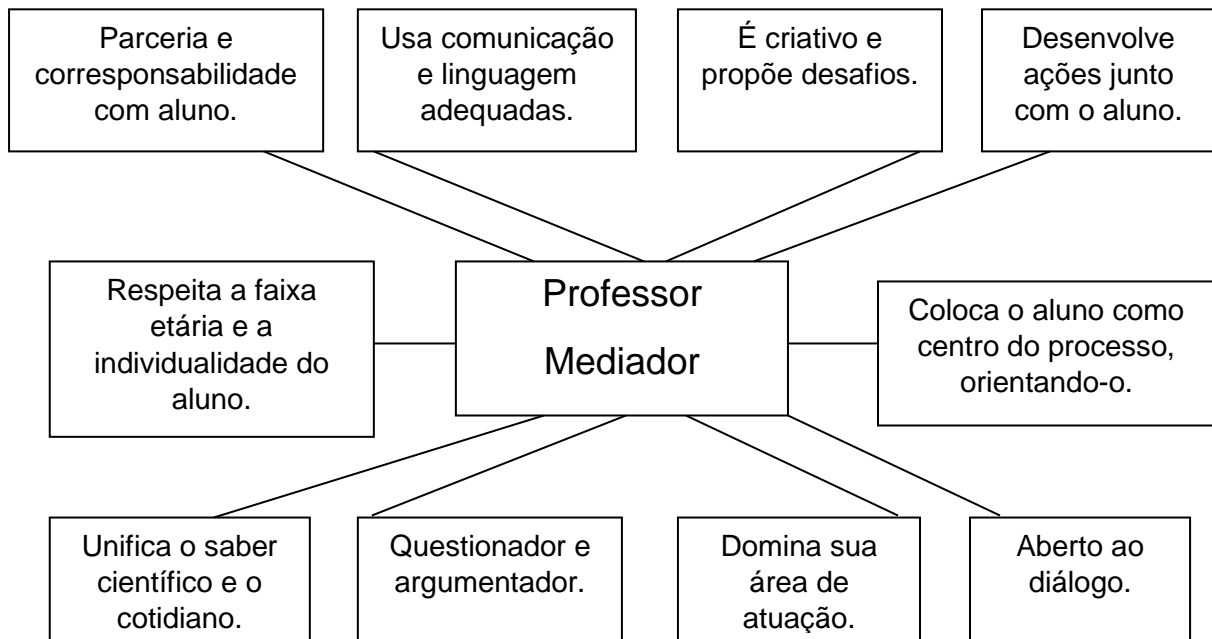 Parceria e
corresponsabilidade
com aluno.
Usa comunicação
e linguagem
adequadas.
É criativo e
propõe desafios.
Desenvolve
ações junto
com o aluno.
Respeita a faixa
etária e a
individualidade do
aluno.
Professor
Mediador
Coloca o aluno como
centro do processo,
orientando-o.
Unifica o saber
científico e o
cotidiano.
Questionador e
argumentador.
Domina sua
área de
atuação.
Aberto ao
diálogo.